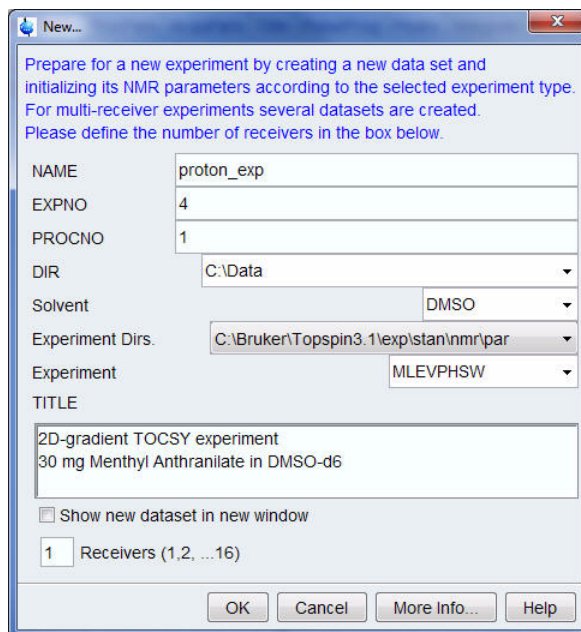 New...
Prepare for a new experiment by creating a new data set and
initializing its NMR parameters according to the selected experiment type.
For multi-receiver experiments several datasets are created.
Please define the number of receivers in the box below.
NAME proton_exp
EXPNO 4
PROCNO 1
DIR C:\Data
Solvent DMSO
Experiment Dirs. C:\Bruker\Topspin3.1\exp\stan\nmr\par
Experiment MLEVPHSW
TITLE
2D-gradient TOCSY experiment
30 mg Menthyl Anthranilate in DMSO-d6
Show new dataset in new window
1 Receivers (1,2, ...16)
OK Cancel More Info... Help